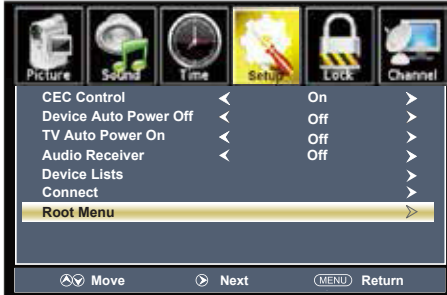 Picture Sound Time Setup Lock Channel
CEC Control On
Device Auto Power Off Off
TV Auto Power On Off
Audio Receiver Off
Device Lists
Connect
Root Menu
Move Next MENU Return